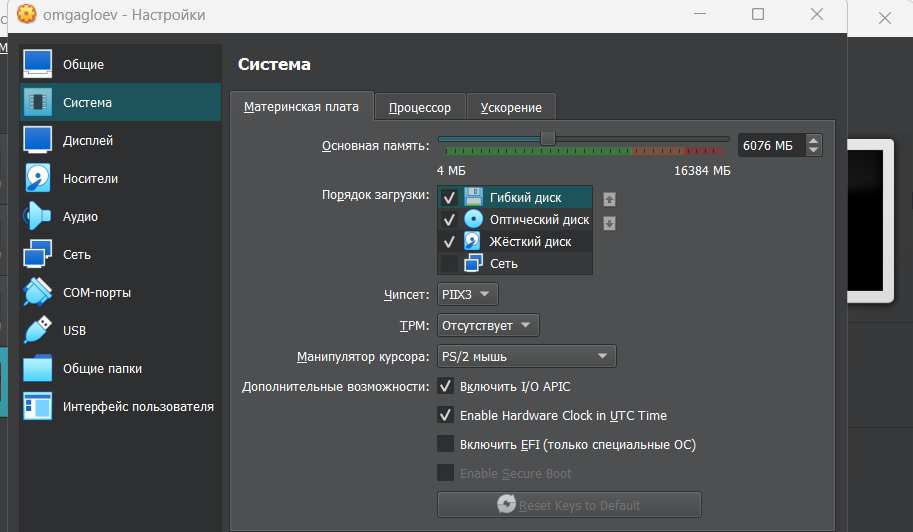 omgagloev - Настройки
Общие
Система
Дисплей
Носители
Аудио
Сеть
COM-порты
USB
Общие папки
Интерфейс пользователя
Система
Материнская плата
Процессор
Ускорение
Основная память:
6076 МБ
4 МБ
16384 МБ
Порядок загрузки:
Гибкий диск
Оптический диск
Жёсткий диск
Сеть
Чипсет:
PIIX3
TPM:
Отсутствует
Манипулятор курсора:
PS/2 мышь
Дополнительные возможности:
Включить I/O APIC
Enable Hardware Clock in UTC Time
Включить EFI (только специальные ОС)
Enable Secure Boot
Reset Keys to Default